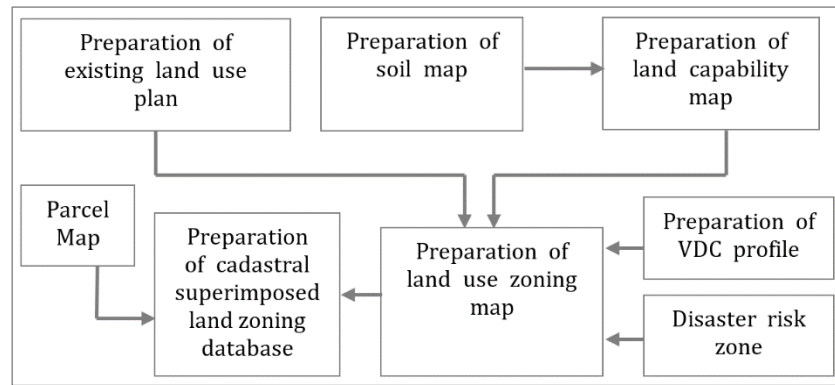 Preparation of
existing land use
plan
Preparation of
soil map
Preparation of
land capability
map
Parcel
Map
Preparation
of cadastral
superimposed
land zoning
database
Preparation of
land use zoning
map
Preparation of
VDC profile
Disaster risk
zone